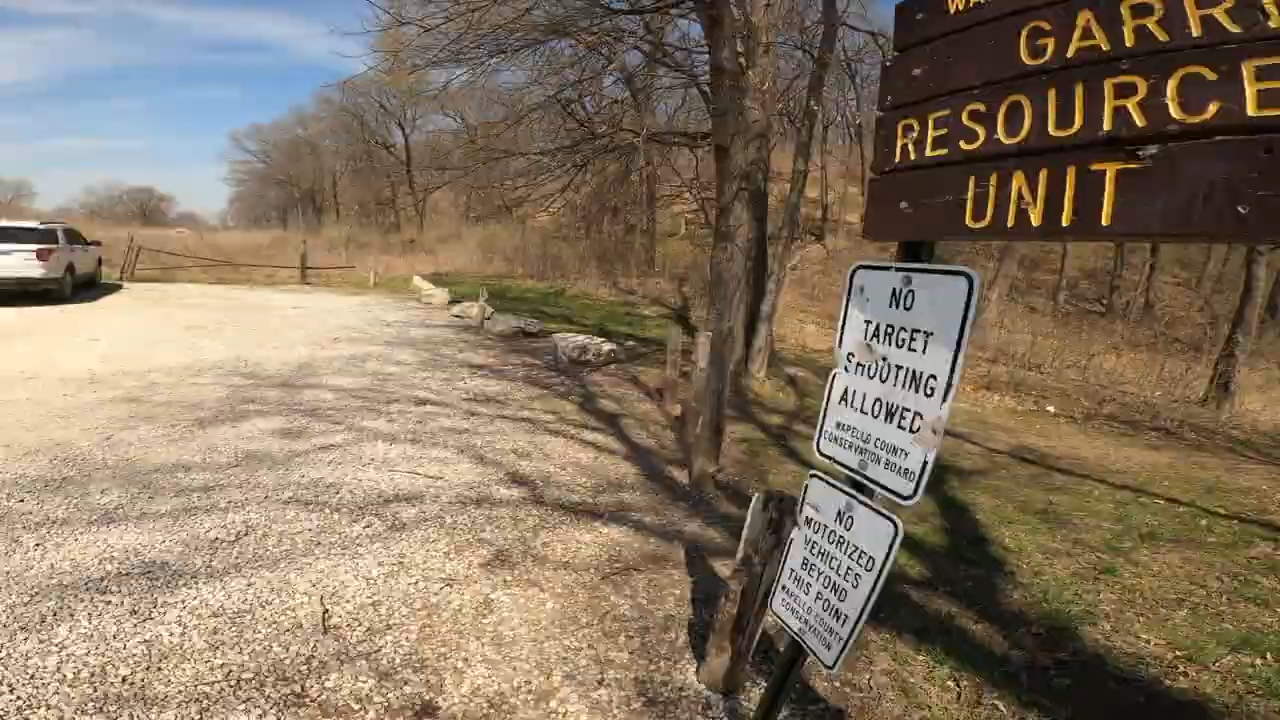 GARR
RESOURCE
UNIT
NO
TARGET
SHOOTING
ALLOWED
WAPELLO COUNTY
CONSERVATION BOARD
NO
MOTORIZED
VEHICLES
BEYOND
THIS POINT
WAPELLO COUNTY
CONSERVATION